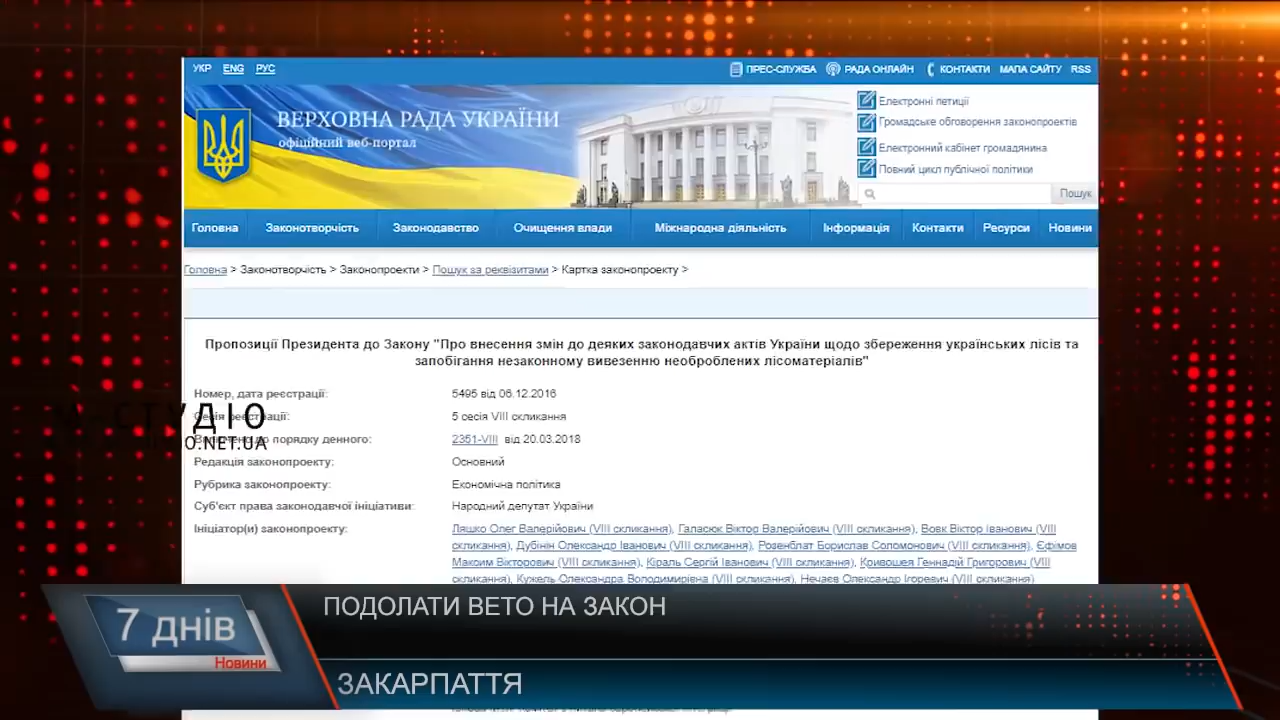 УКР ENG РУС
ПРЕС-СЛУЖБА РАДА ОНЛАЙН КОНТАКТИ МАПА САЙТУ RSS
ВЕРХОВНА РАДА УКРАЇНИ
офіційний веб-портал
Електронні петиції
Громадське обговорення законопроектів
Електронний кабінет громадянина
Повний цикл публічної політики
Пошук
Головна Законотворчість Законодавство Очищення влади Міжнародна діяльність Інформація Контакти Ресурси Новини
Головна > Законотворчість > Законопроекти > Пошук за реквізитами > Картка законопроекту >
Пропозиції Президента до Закону "Про внесення змін до деяких законодавчих актів України щодо збереження українських лісів та
запобігання незаконному вивезенню необроблених лісоматеріалів"
Номер, дата реєстрації: 5495 від 06.12.2016
Сесія реєстрації: 5 сесія VIII скликання
Включено до порядку денного: 2351-VIII від 20.03.2018
Редакція законопроекту: Основний
Рубрика законопроекту: Економічна політика
Суб'єкт права законодавчої ініціативи: Народний депутат України
Ініціатор(и) законопроекту: Ляшко Олег Валерійович (VIII скликання), Галасюк Віктор Валерійович (VIII скликання), Вовк Віктор Іванович (VIII
скликання), Дубінін Олександр Іванович (VIII скликання), Розенблат Борислав Соломонович (VIII скликання), Єфімов
Максим Вікторович (VIII скликання), Кіраль Сергій Іванович (VIII скликання), Кривошея Геннадій Григорович (VIII
скликання), Кужель Олександра Володимирівна (VIII скликання), Нечаєв Олександр Ігоревич (VIII скликання)
СТУДІО
O.NET.UA
7 днів
Новини
ПОДОЛАТИ ВЕТО НА ЗАКОН
ЗАКАРПАТТЯ